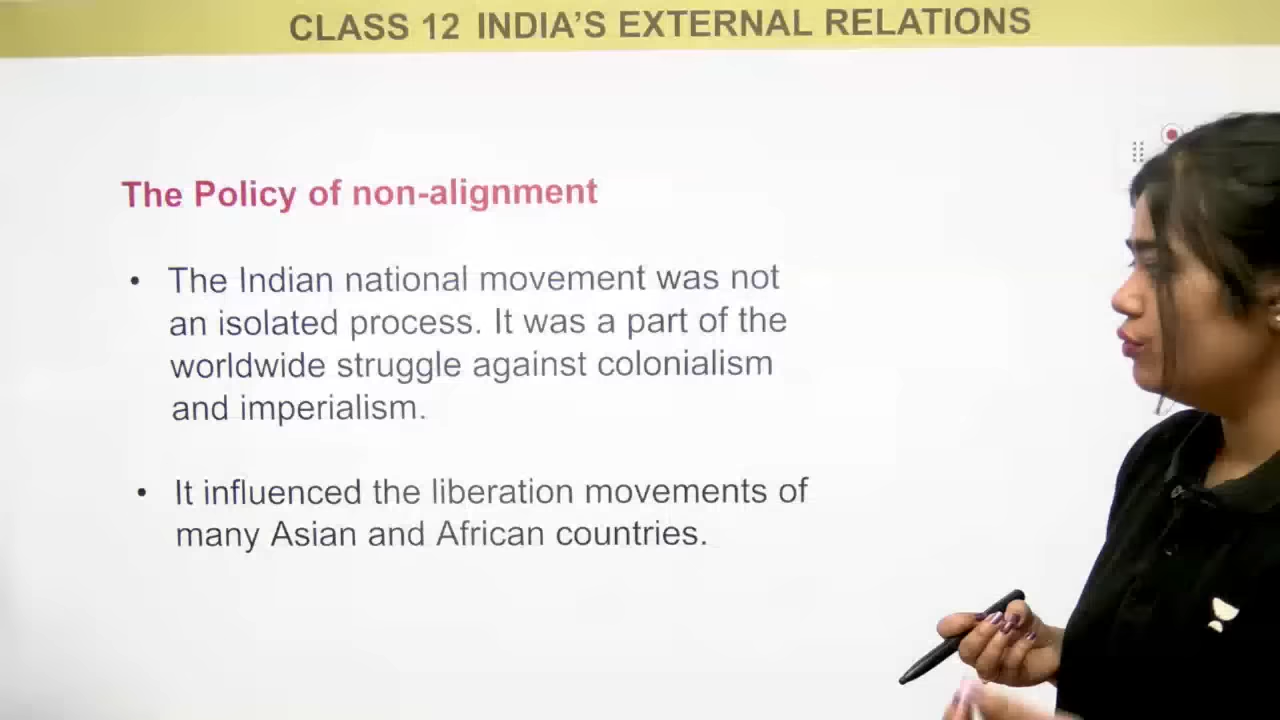 CLASS 12 INDIA'S EXTERNAL RELATIONS
The Policy of non-alignment
• The Indian national movement was not
an isolated process. It was a part of the
worldwide struggle against colonialism
and imperialism.
• It influenced the liberation movements of
many Asian and African countries.